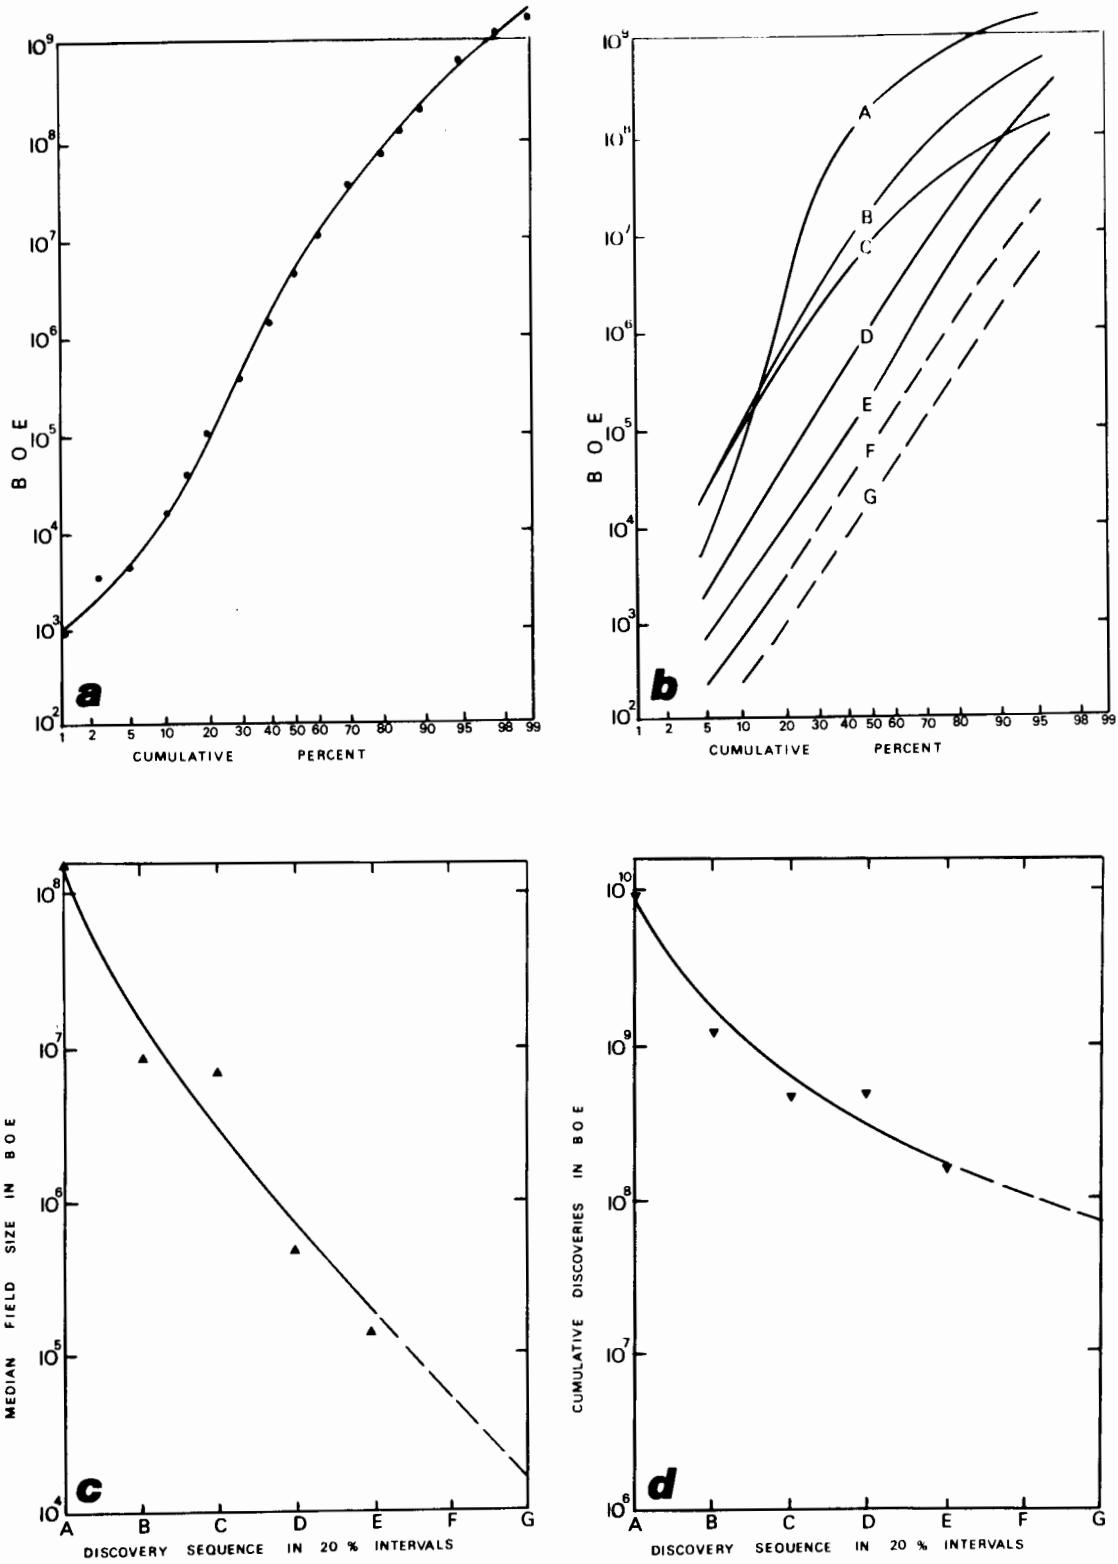 10⁹
10⁸
10⁷
10⁶
10⁵
10⁴
10³
10²
B O E
a
1 2 5 10 20 30 40 50 60 70 80 90 95 98 99
CUMULATIVE PERCENT
10⁹
10⁸
10⁷
10⁶
10⁵
10⁴
10³
10²
B O E
A
B
C
D
E
F
G
b
1 2 5 10 20 30 40 50 60 70 80 90 95 98 99
CUMULATIVE PERCENT
10⁸
10⁷
10⁶
10⁵
10⁴
MEDIAN FIELD SIZE IN BOE
c
A B C D E F G
DISCOVERY SEQUENCE IN 20 % INTERVALS
10¹⁰
10⁹
10⁸
10⁷
10⁶
CUMULATIVE DISCOVERIES IN BOE
d
A B C D E F G
DISCOVERY SEQUENCE IN 20 % INTERVALS